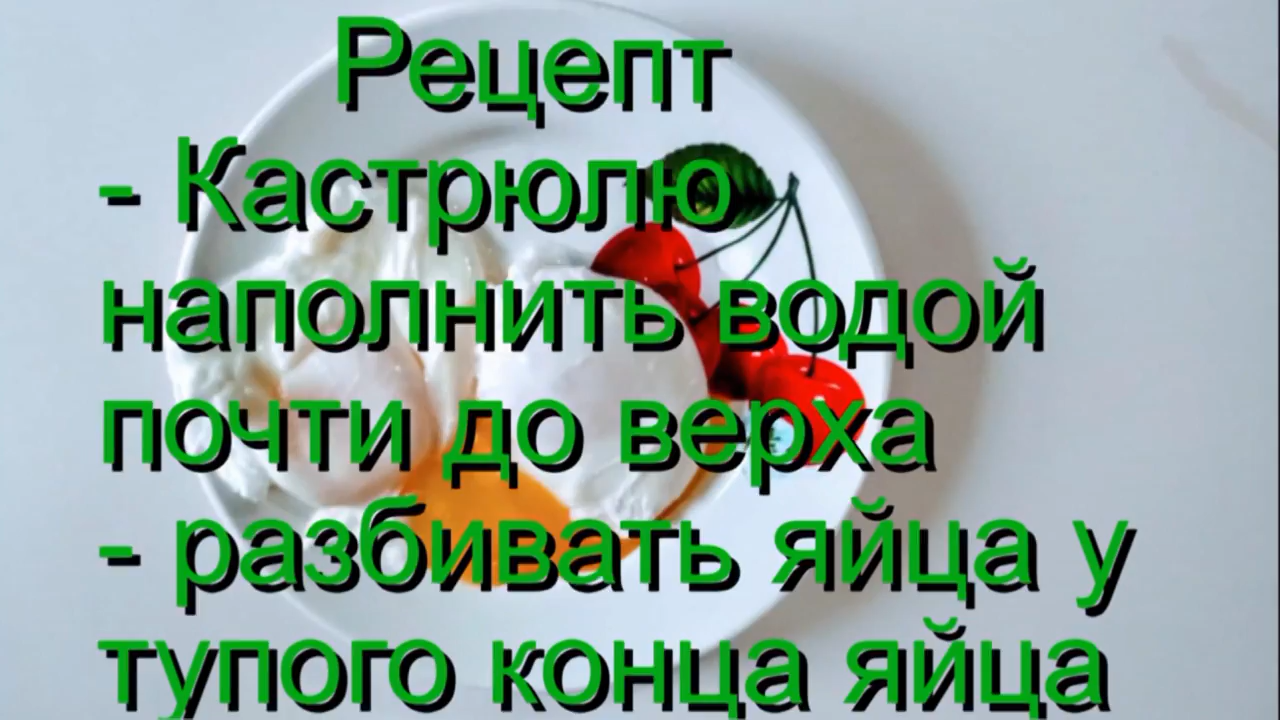 Рецепт
- Кастрюлю
наполнить водой
почти до верха
- разбивать яйца у
тупого конца яйца